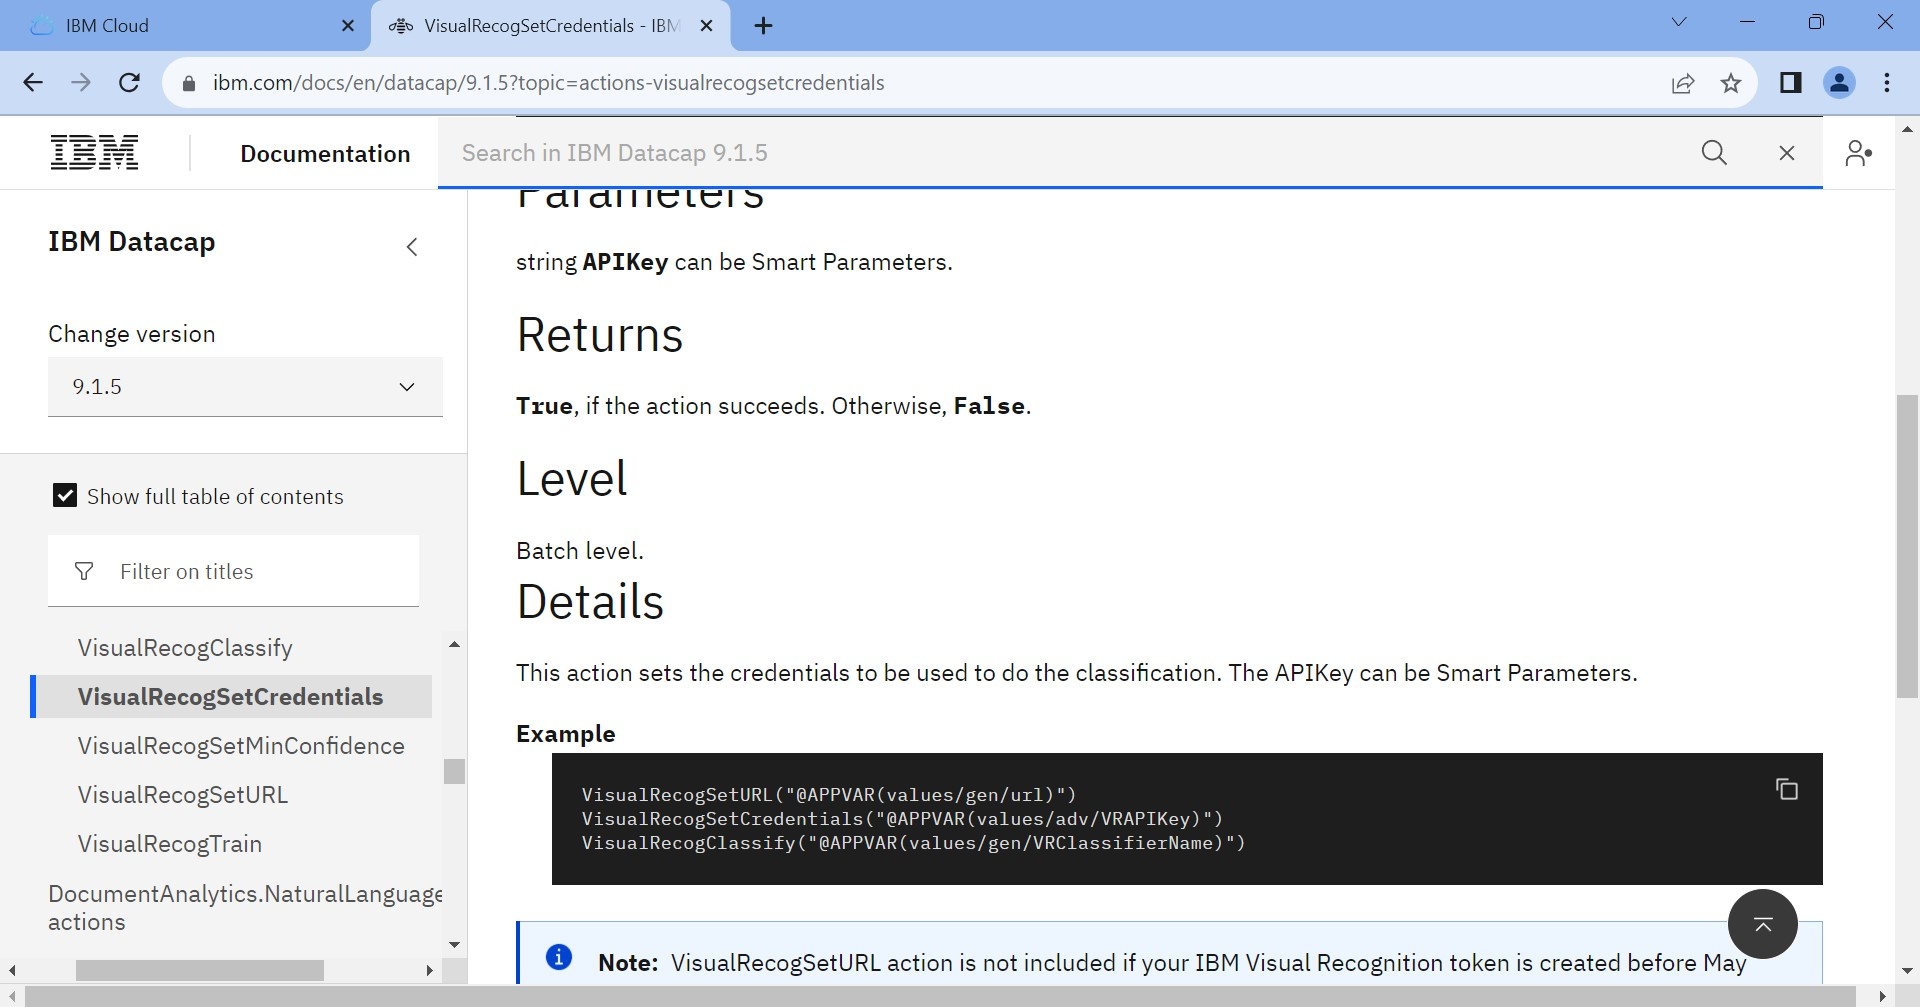 IBM Cloud
VisualRecogSetCredentials - IBM
ibm.com/docs/en/datacap/9.1.5?topic=actions-visualrecogsetcredentials
IBM
Documentation
Search in IBM Datacap 9.1.5
IBM Datacap
Change version
9.1.5
Show full table of contents
Filter on titles
VisualRecogClassify
VisualRecogSetCredentials
VisualRecogSetMinConfidence
VisualRecogSetURL
VisualRecogTrain
DocumentAnalytics.NaturalLanguage
actions
Parameters
string APIKey can be Smart Parameters.
Returns
True, if the action succeeds. Otherwise, False.
Level
Batch level.
Details
This action sets the credentials to be used to do the classification. The APIKey can be Smart Parameters.
Example
VisualRecogSetURL("@APPVAR(values/gen/url)")
VisualRecogSetCredentials("@APPVAR(values/adv/VRAPIKey)")
VisualRecogClassify("@APPVAR(values/gen/VRClassifierName)")
Note: VisualRecogSetURL action is not included if your IBM Visual Recognition token is created before May